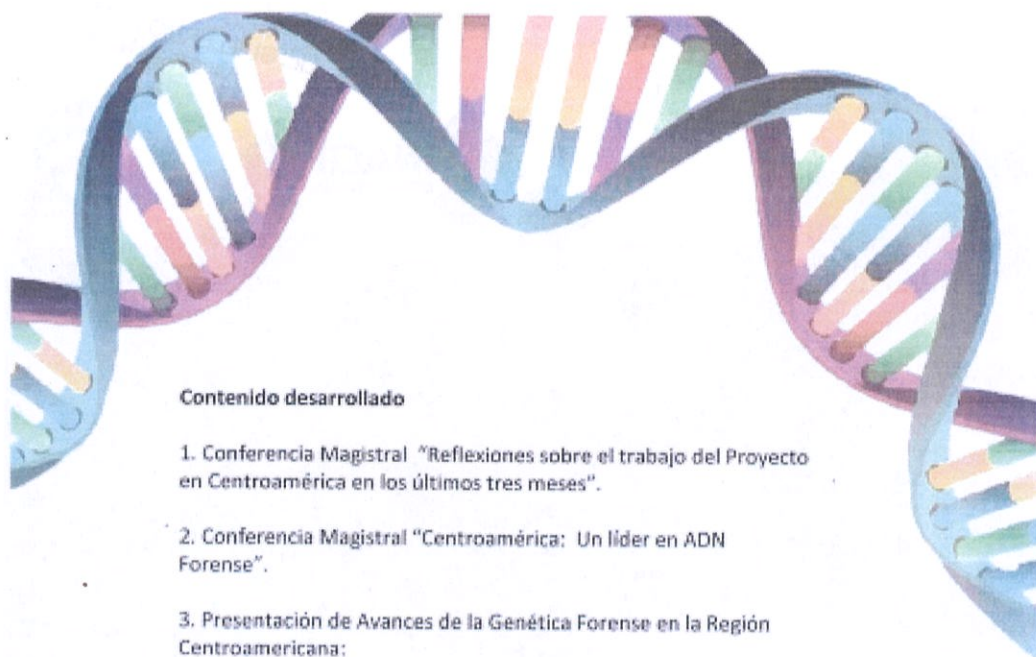 Contenido desarrollado
1. Conferencia Magistral "Reflexiones sobre el trabajo del Proyecto
en Centroamérica en los últimos tres meses".
2. Conferencia Magistral "Centroamérica: Un líder en ADN
Forense".
3. Presentación de Avances de la Genética Forense en la Región
Centroamericana: